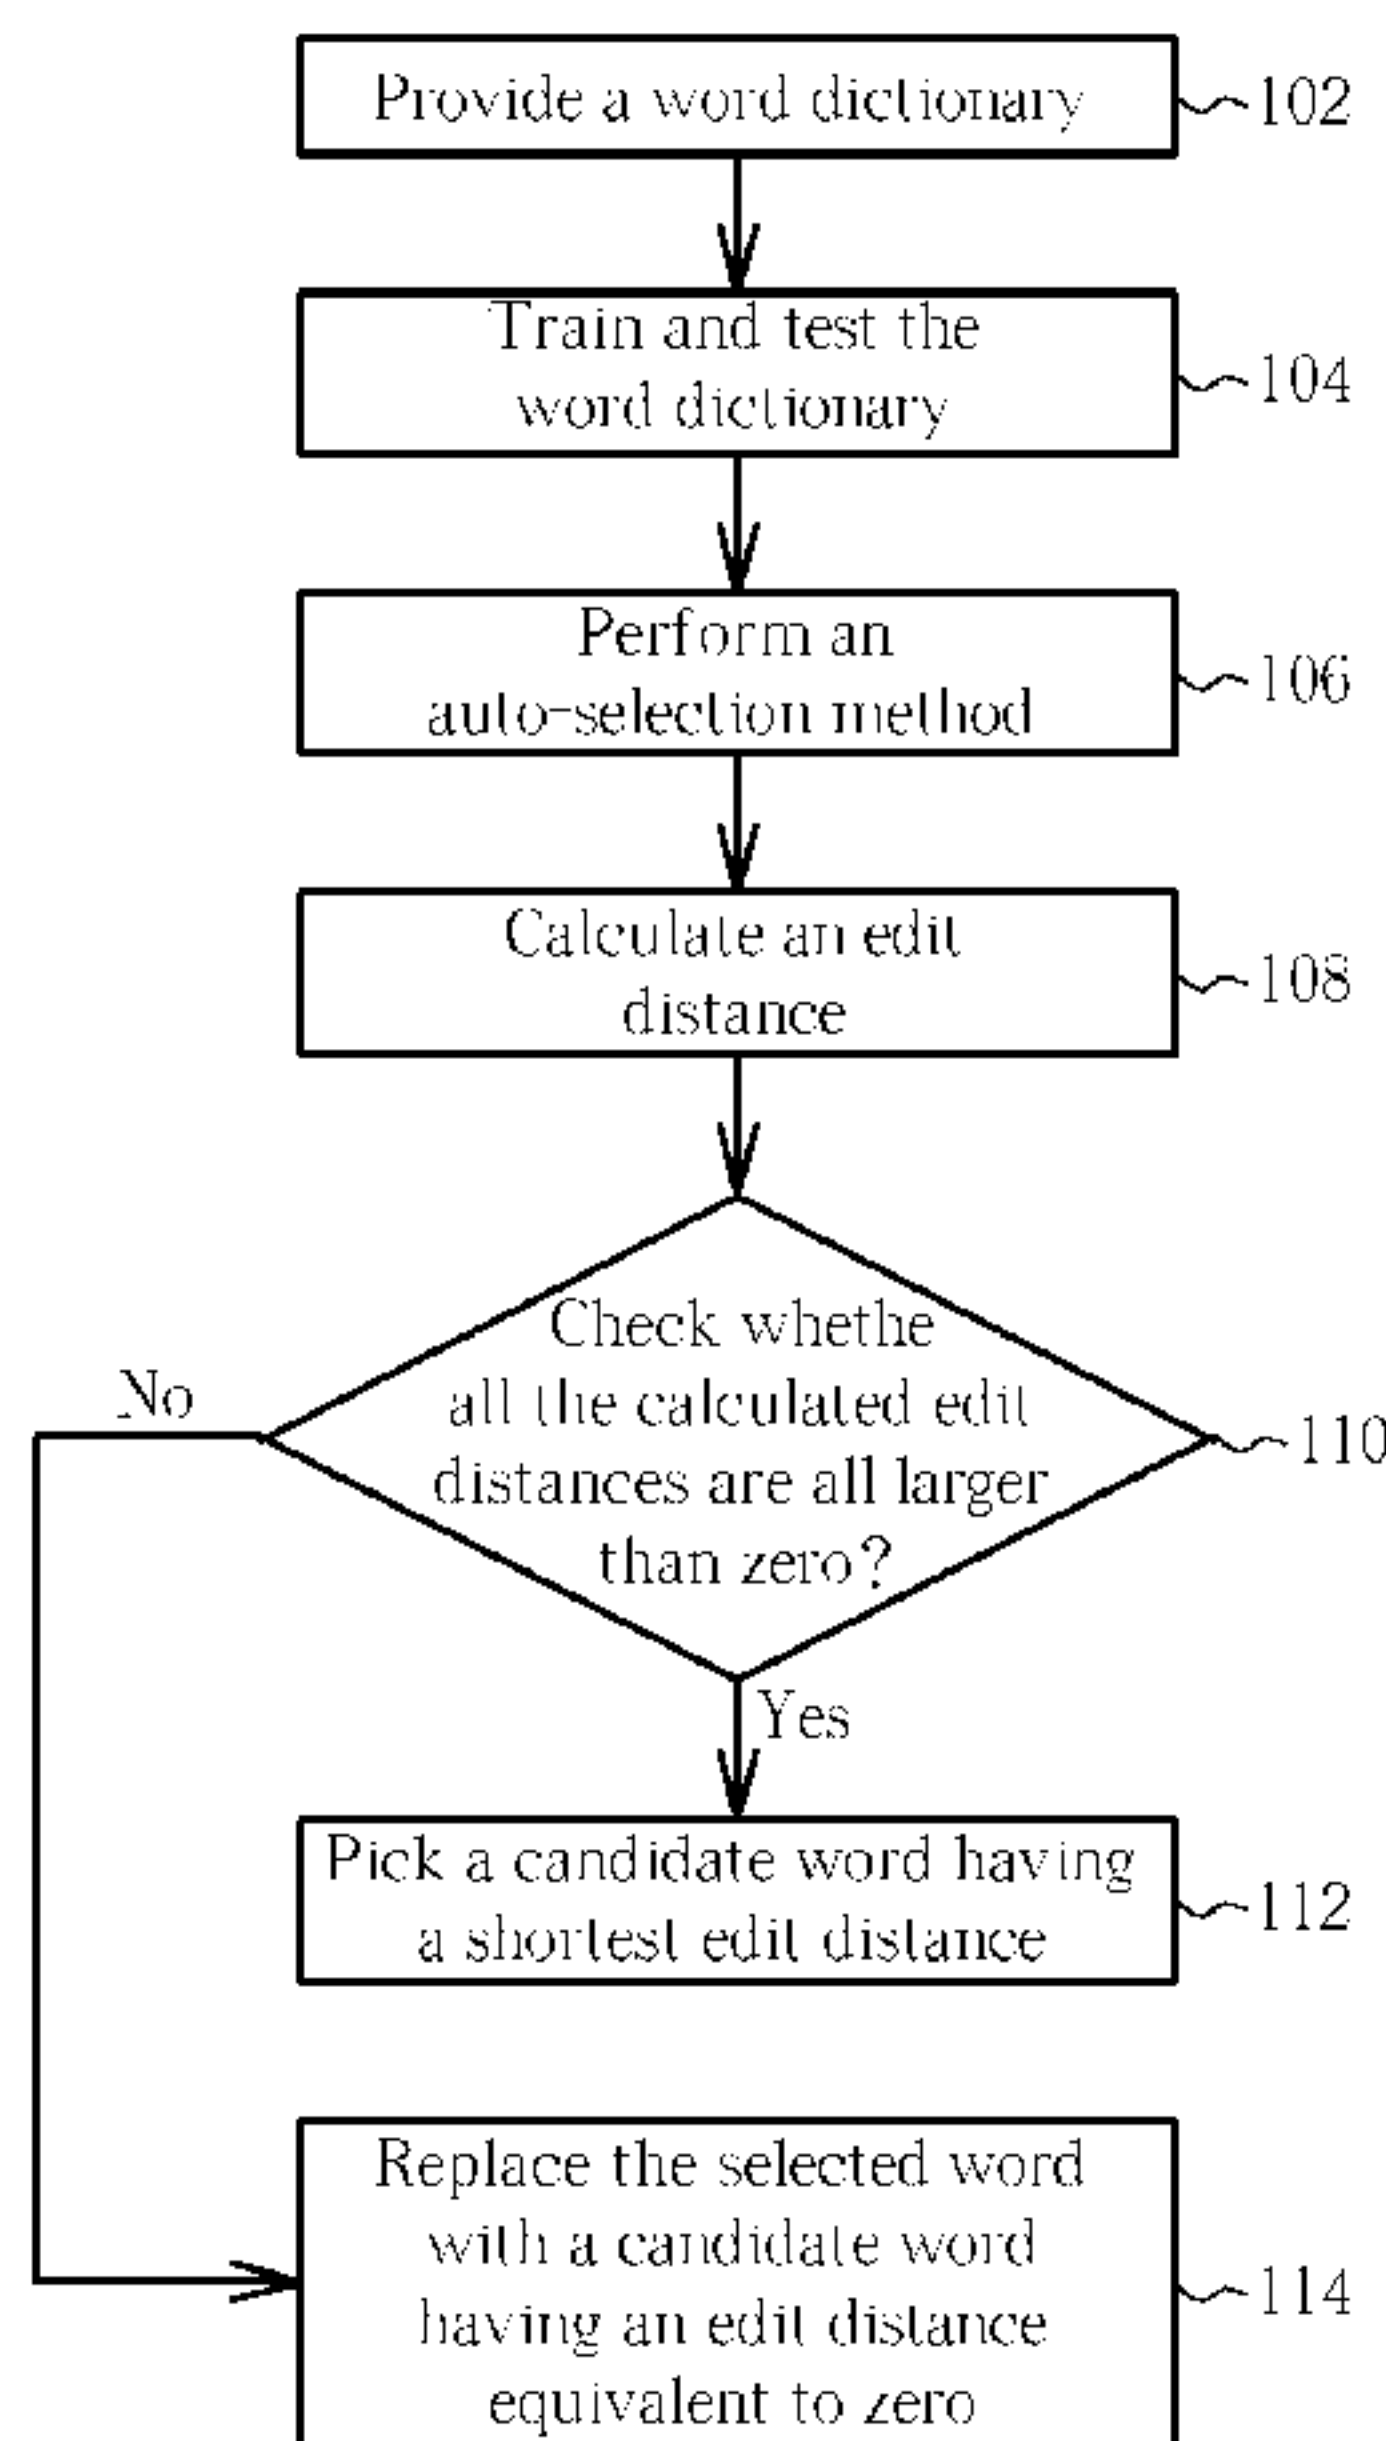 Provide a word dictionary
102
Train and test the
word dictionary
104
Perform an
auto-selection method
106
Calculate an edit
distance
108
Check whethe
all the calculated edit
distances are all larger
than zero?
110
No
Yes
Pick a candidate word having
a shortest edit distance
112
Replace the selected word
with a candidate word
having an edit distance
equivalent to zero
114